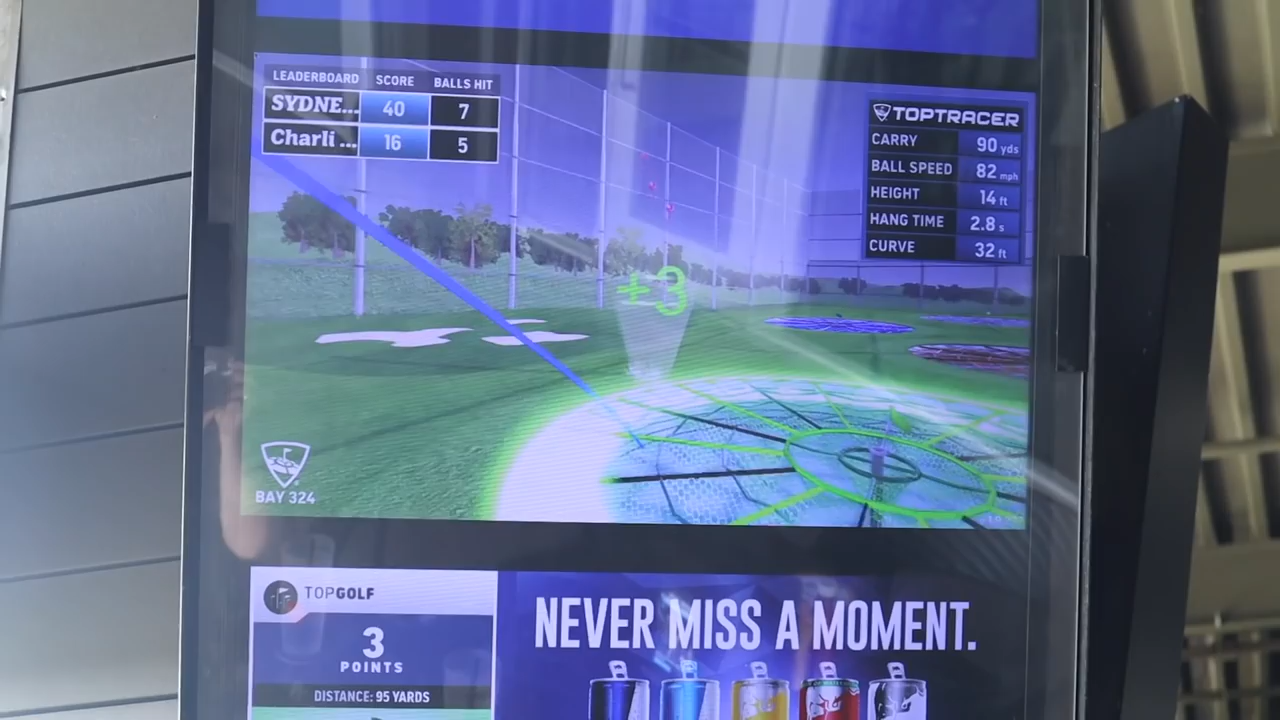 LEADERBOARD SCORE BALLS HIT
SYDNE... 40 7
Charli ... 16 5
TOPTRACER
CARRY 90 yds
BALL SPEED 82 mph
HEIGHT 14 ft
HANG TIME 2.8 s
CURVE 32 ft
+3
BAY 324
TOPGOLF
3
POINTS
DISTANCE: 95 YARDS
NEVER MISS A MOMENT.